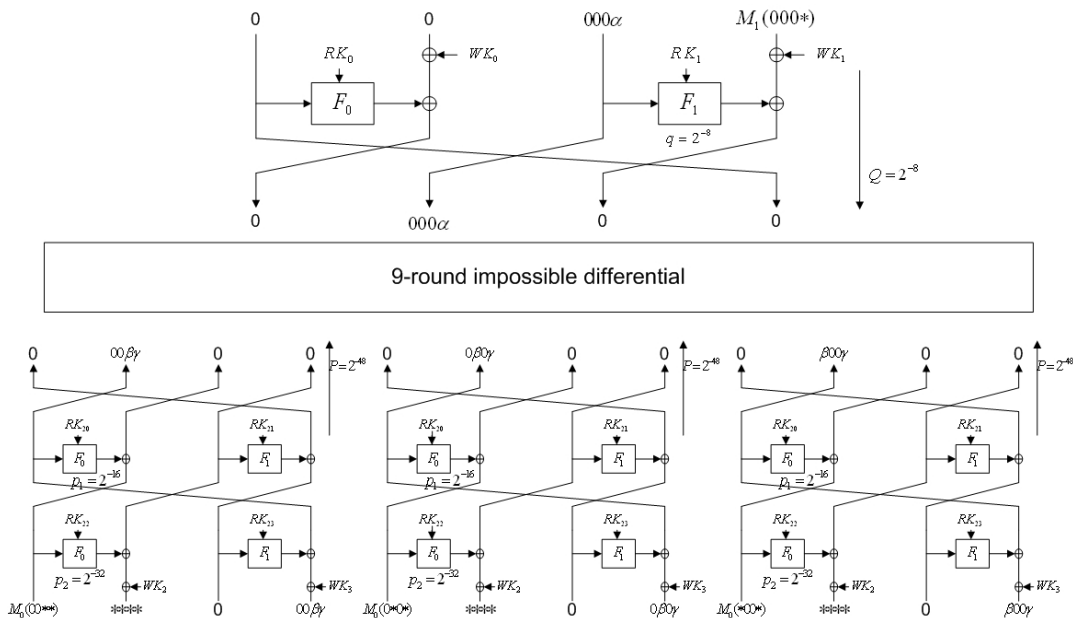 0 0 000α M₁(000*)
RK₀ WK₀ RK₁ WK₁
F₀ F₁
q = 2⁻⁸
Q = 2⁻⁸
0 000α 0 0
9-round impossible differential
0 00βγ 0 0 P=2⁻⁴⁸ 0 0β0γ 0 0 P=2⁻⁴⁸ 0 β00γ 0 0 P=2⁻⁴⁸
RK₂₀ RK₂₁ RK₂₀ RK₂₁ RK₂₀ RK₂₁
F₀ F₁ F₀ F₁ F₀ F₁
p₁ = 2⁻¹⁶ p₁ = 2⁻¹⁶ p₁ = 2⁻¹⁶
RK₂₂ RK₂₃ RK₂₂ RK₂₃ RK₂₂ RK₂₃
F₀ F₁ F₀ F₁ F₀ F₁
p₂ = 2⁻³² p₂ = 2⁻³² p₂ = 2⁻³²
WK₂ WK₃ WK₂ WK₃ WK₂ WK₃
M₀(00**) **** 0 00βγ M₀(0*0*) **** 0 0β0γ M₀(*00*) **** 0 β00γ